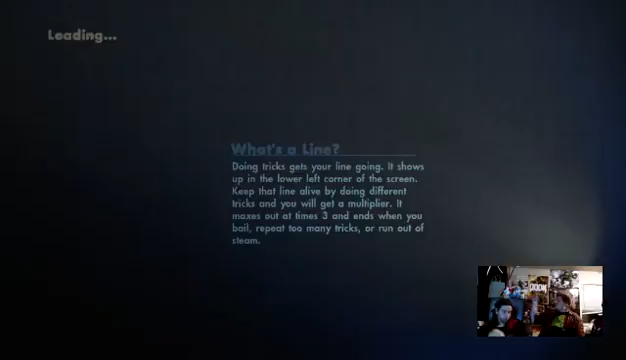 Loading...
What's a Line?
Doing tricks gets your line going. It shows
up in the lower left corner of the screen.
Keep that line alive by doing different
tricks and you will get a multiplier. It
maxes out at times 3 and ends when you
bail, repeat too many tricks, or run out of
steam.
DOOM